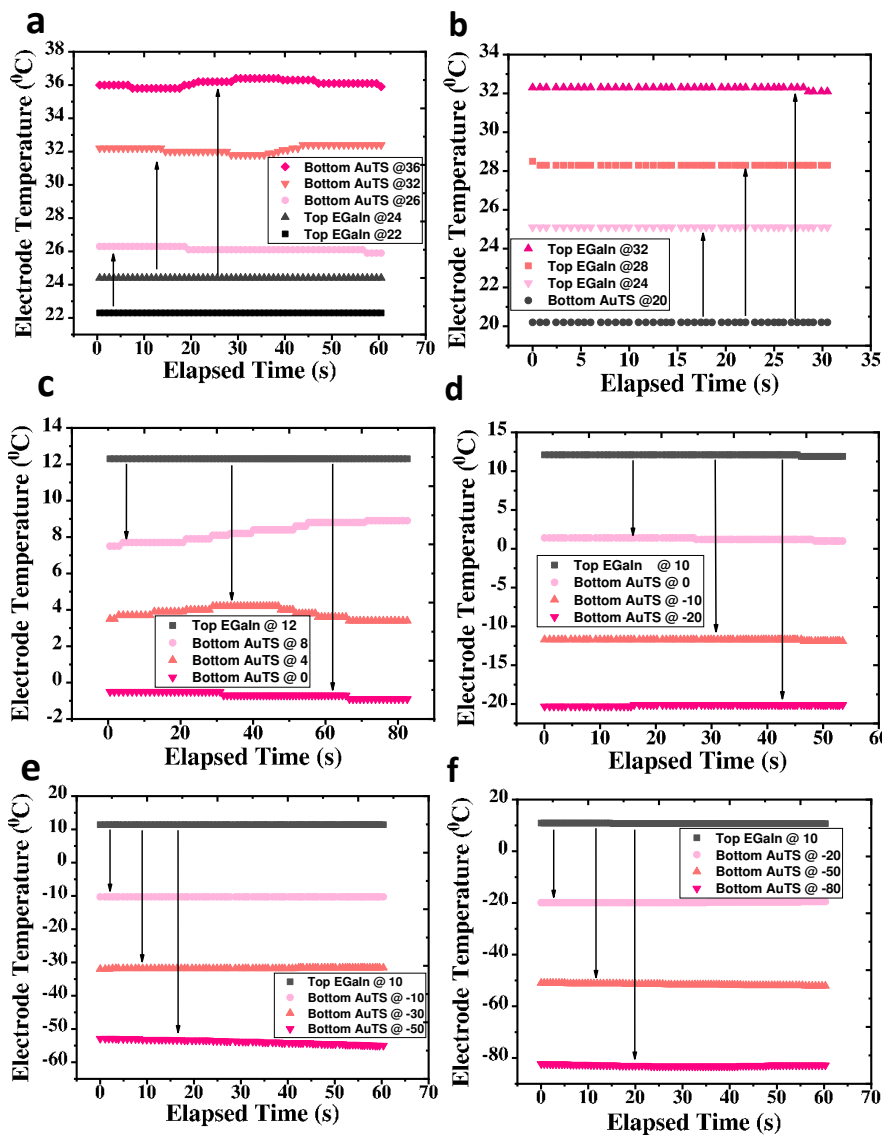 a
38
36
34
32
30
28
26
24
22
0 10 20 30 40 50 60 70
Electrode Temperature (⁰C)
Elapsed Time (s)
Bottom AuTS @36
Bottom AuTS @32
Bottom AuTS @26
Top EGaIn @24
Top EGaIn @22
b
34
32
30
28
26
24
22
20
0 5 10 15 20 25 30 35
Electrode Temperature (⁰C)
Elapsed Time (s)
Top EGaIn @32
Top EGaIn @28
Top EGaIn @24
Bottom AuTS @20
c
14
12
10
8
6
4
2
0
-2
0 20 40 60 80
Electrode Temperature (⁰C)
Elapsed Time (s)
Top EGaIn @ 12
Bottom AuTS @ 8
Bottom AuTS @ 4
Bottom AuTS @ 0
d
15
10
5
0
-5
-10
-15
-20
0 10 20 30 40 50 60
Electrode Temperature (⁰C)
Elapsed Time (s)
Top EGaIn @ 10
Bottom AuTS @ 0
Bottom AuTS @ -10
Bottom AuTS @ -20
e
20
10
0
-10
-20
-30
-40
-50
-60
0 10 20 30 40 50 60 70
Electrode Temperature (⁰C)
Elapsed Time (s)
Top EGaIn @ 10
Bottom AuTS @ -10
Bottom AuTS @ -30
Bottom AuTS @ -50
f
20
0
-20
-40
-60
-80
0 10 20 30 40 50 60 70
Electrode Temperature (⁰C)
Elapsed Time (s)
Top EGaIn @ 10
Bottom AuTS @ -20
Bottom AuTS @ -50
Bottom AuTS @ -80